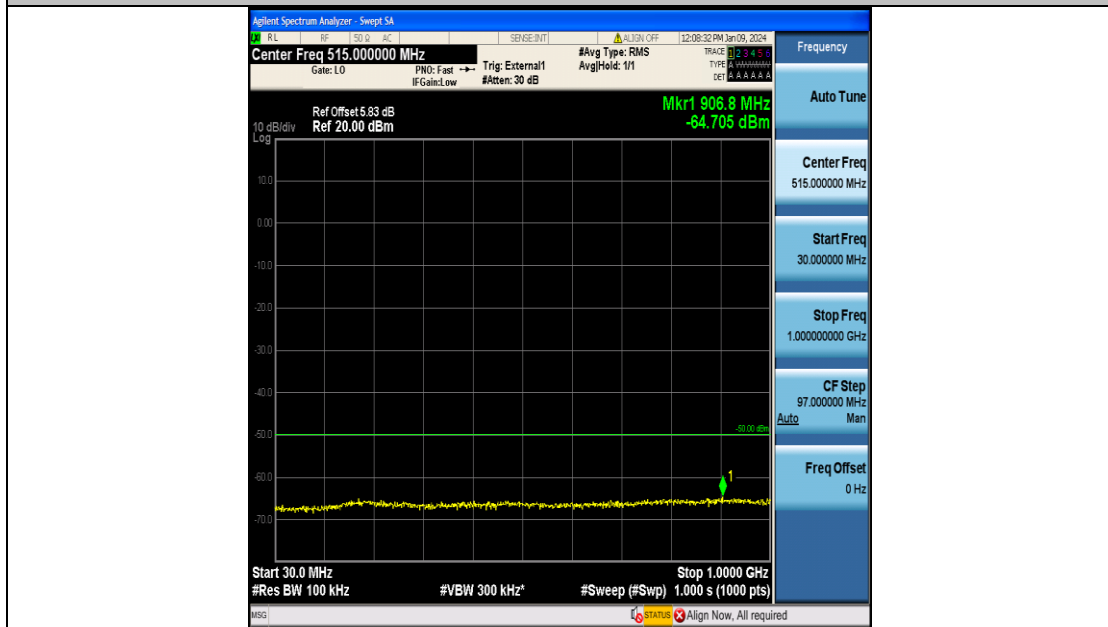 Agilent Spectrum Analyzer - Swept SA
RL RF 50 Ω AC SENSE:INT ALIGN OFF 12:08:32 PM Jan 09, 2024
Center Freq 515.000000 MHz #Avg Type: RMS TRACE 1 2 3 4 5 6
Gate: LO PNO: Fast Trig: External1 Avg|Hold: 1/1 TYPE A WWWWW
IFGain:Low #Atten: 30 dB DET A A A A A A
Mkr1 906.8 MHz
-64.705 dBm
Ref Offset 5.83 dB
10 dB/div Ref 20.00 dBm
Log
10.0
0.00
-10.0
-20.0
-30.0
-40.0
-50.0
-50.00 dBm
-60.0
1
-70.0
Start 30.0 MHz Stop 1.0000 GHz
#Res BW 100 kHz #VBW 300 kHz* #Sweep (#Swp) 1.000 s (1000 pts)
MSG STATUS Align Now, All required
Frequency
Auto Tune
Center Freq
515.000000 MHz
Start Freq
30.000000 MHz
Stop Freq
1.000000000 GHz
CF Step
97.000000 MHz
Auto Man
Freq Offset
0 Hz